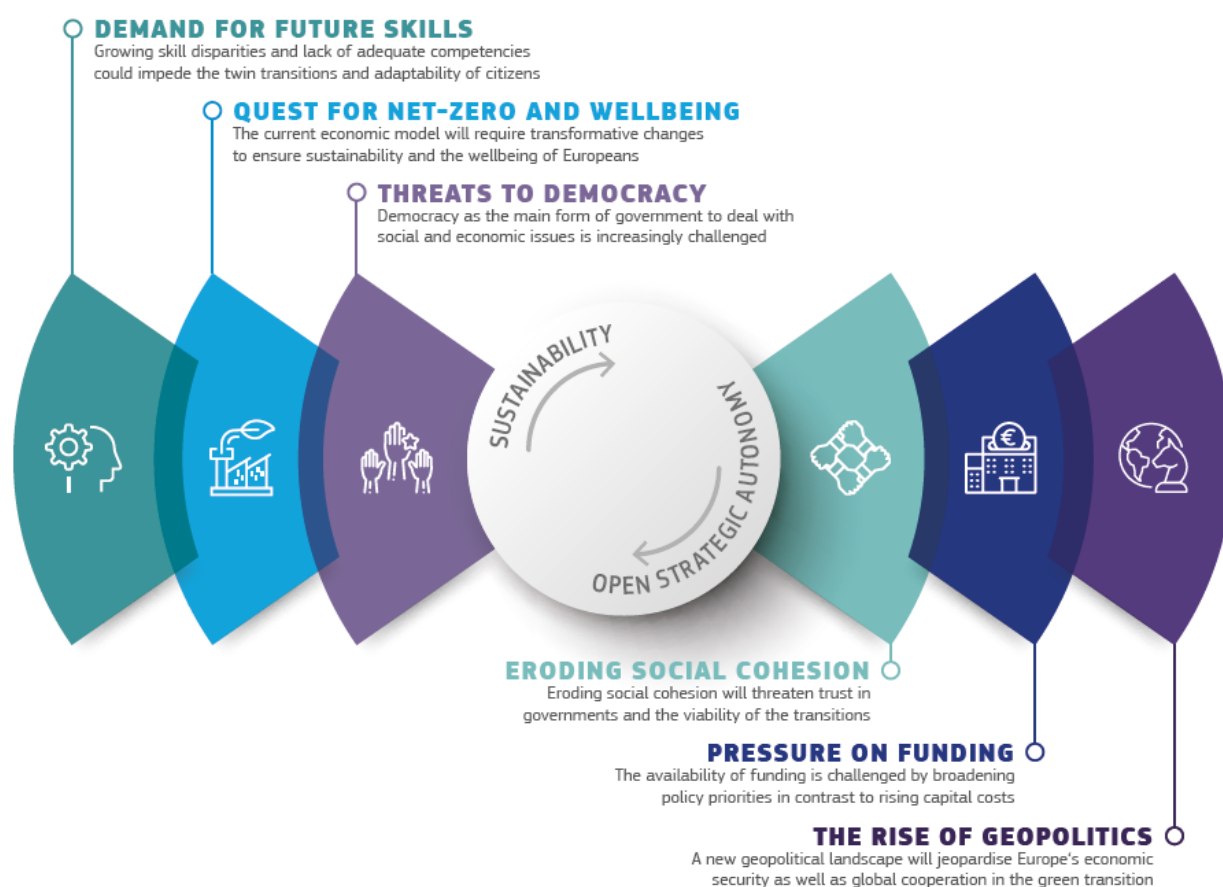 DEMAND FOR FUTURE SKILLS
Growing skill disparities and lack of adequate competencies
could impede the twin transitions and adaptability of citizens
QUEST FOR NET-ZERO AND WELLBEING
The current economic model will require transformative changes
to ensure sustainability and the wellbeing of Europeans
THREATS TO DEMOCRACY
Democracy as the main form of government to deal with
social and economic issues is increasingly challenged
SUSTAINABILITY
OPEN STRATEGIC AUTONOMY
€
ERODING SOCIAL COHESION
Eroding social cohesion will threaten trust in
governments and the viability of the transitions
PRESSURE ON FUNDING
The availability of funding is challenged by broadening
policy priorities in contrast to rising capital costs
THE RISE OF GEOPOLITICS
A new geopolitical landscape will jeopardise Europe's economic
security as well as global cooperation in the green transition